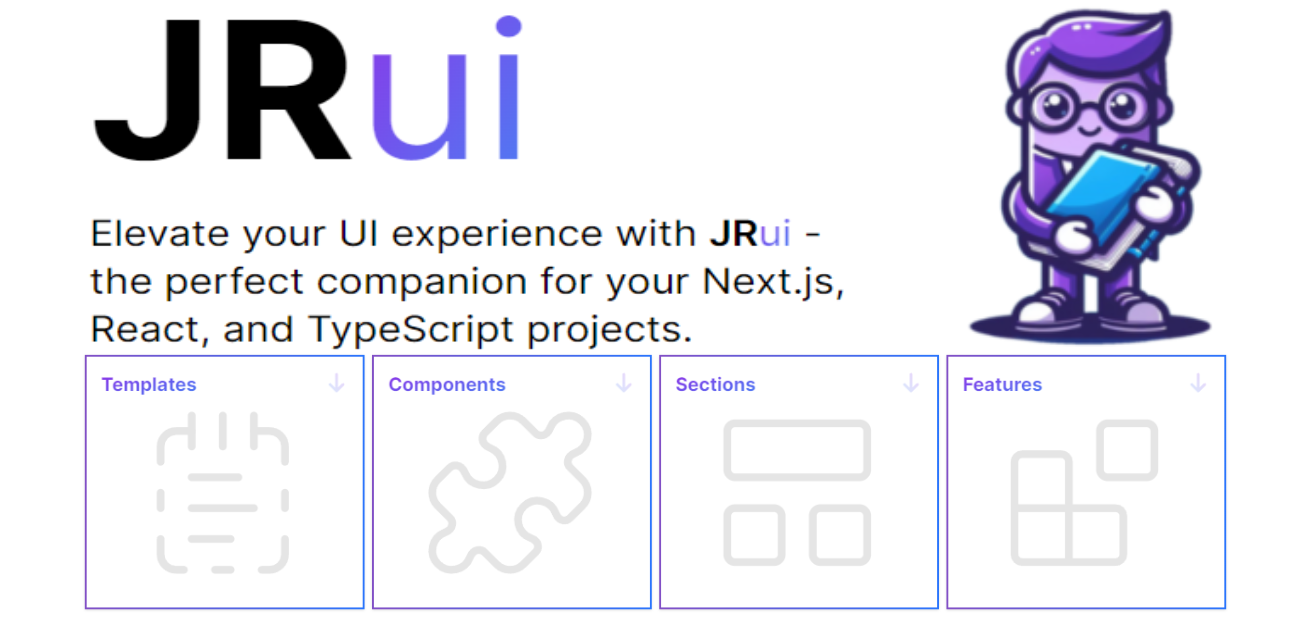 JRui
Elevate your UI experience with JRui -
the perfect companion for your Next.js,
React, and TypeScript projects.
Templates
Components
Sections
Features